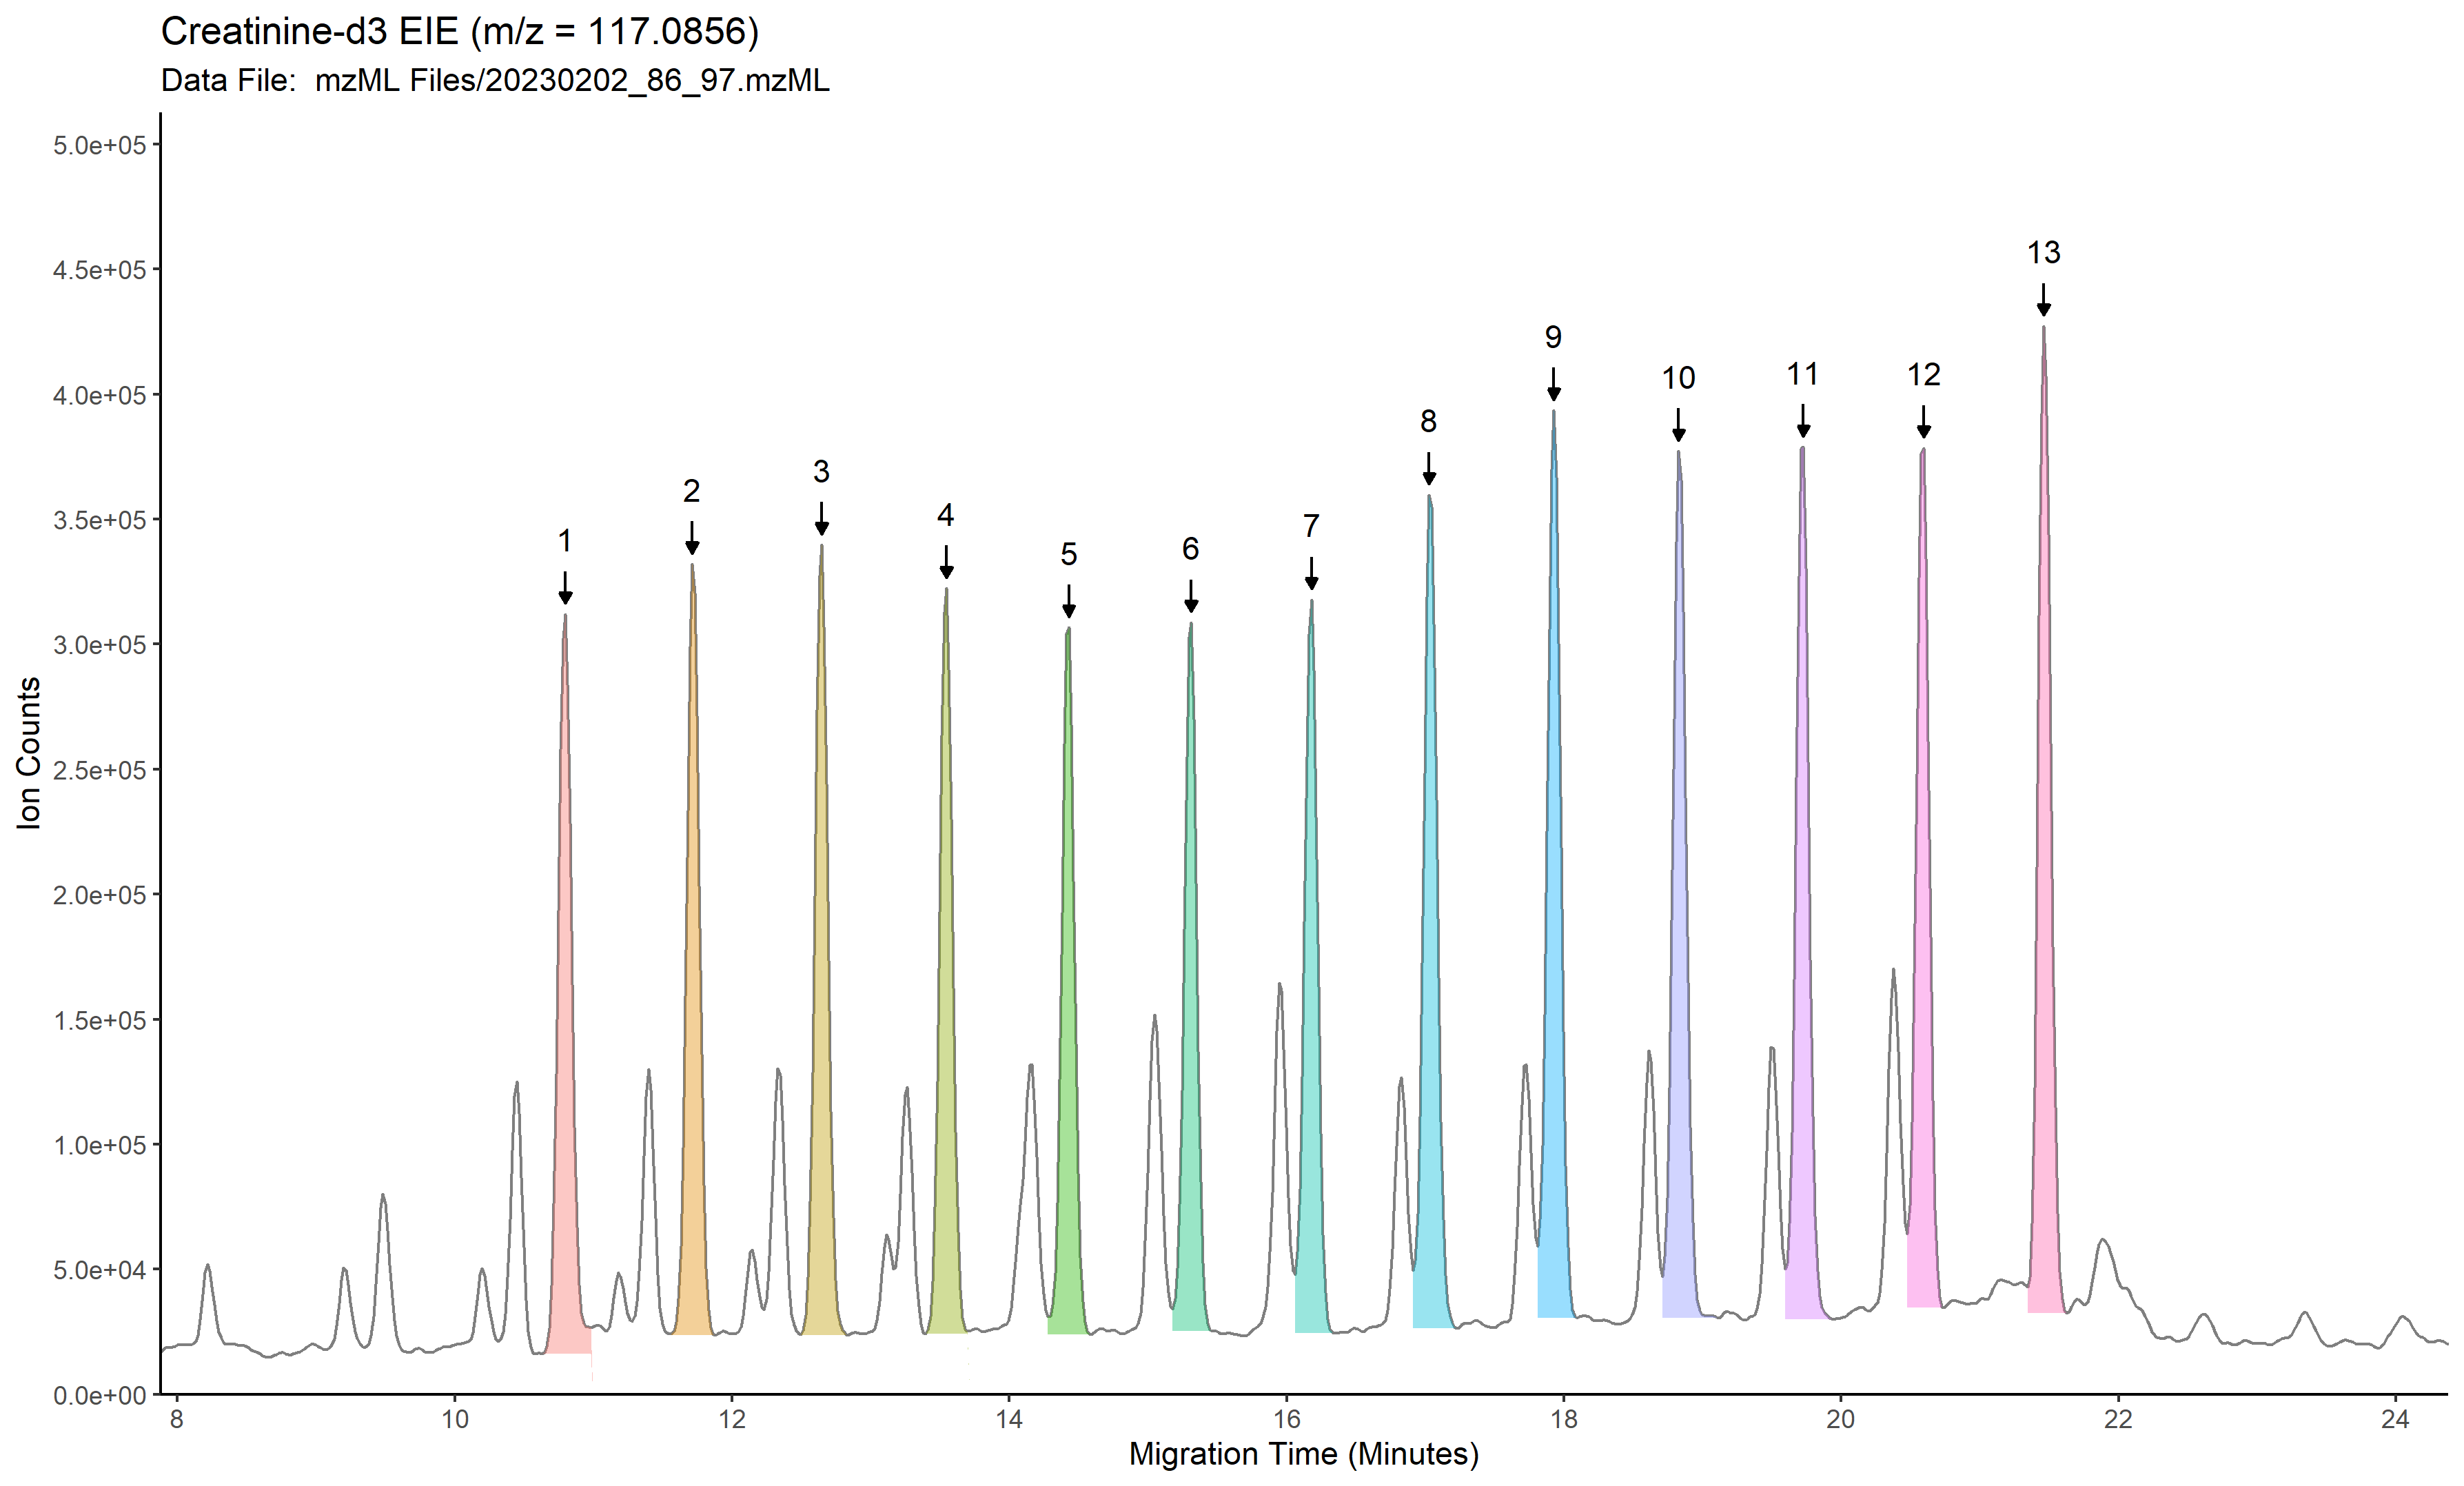 Creatinine-d3 EIE (m/z = 117.0856)
Data File:  mzML Files/20230202_86_97.mzML
5.0e+05
4.5e+05
4.0e+05
3.5e+05
3.0e+05
2.5e+05
2.0e+05
1.5e+05
1.0e+05
5.0e+04
0.0e+00
Ion Counts
1
2
3
4
5
6
7
8
9
10
11
12
13
8
10
12
14
16
18
20
22
24
Migration Time (Minutes)